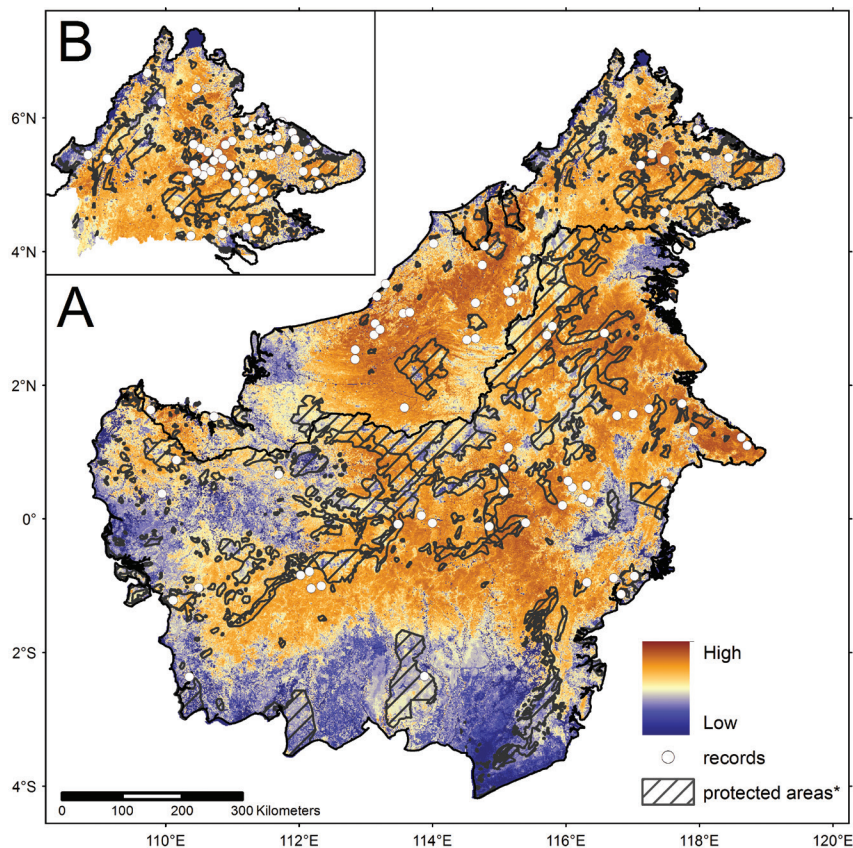 B
A
6°N
4°N
2°N
0°
2°S
4°S
High
Low
records
protected areas*
0 100 200 300 Kilometers
110°E 112°E 114°E 116°E 118°E 120°E